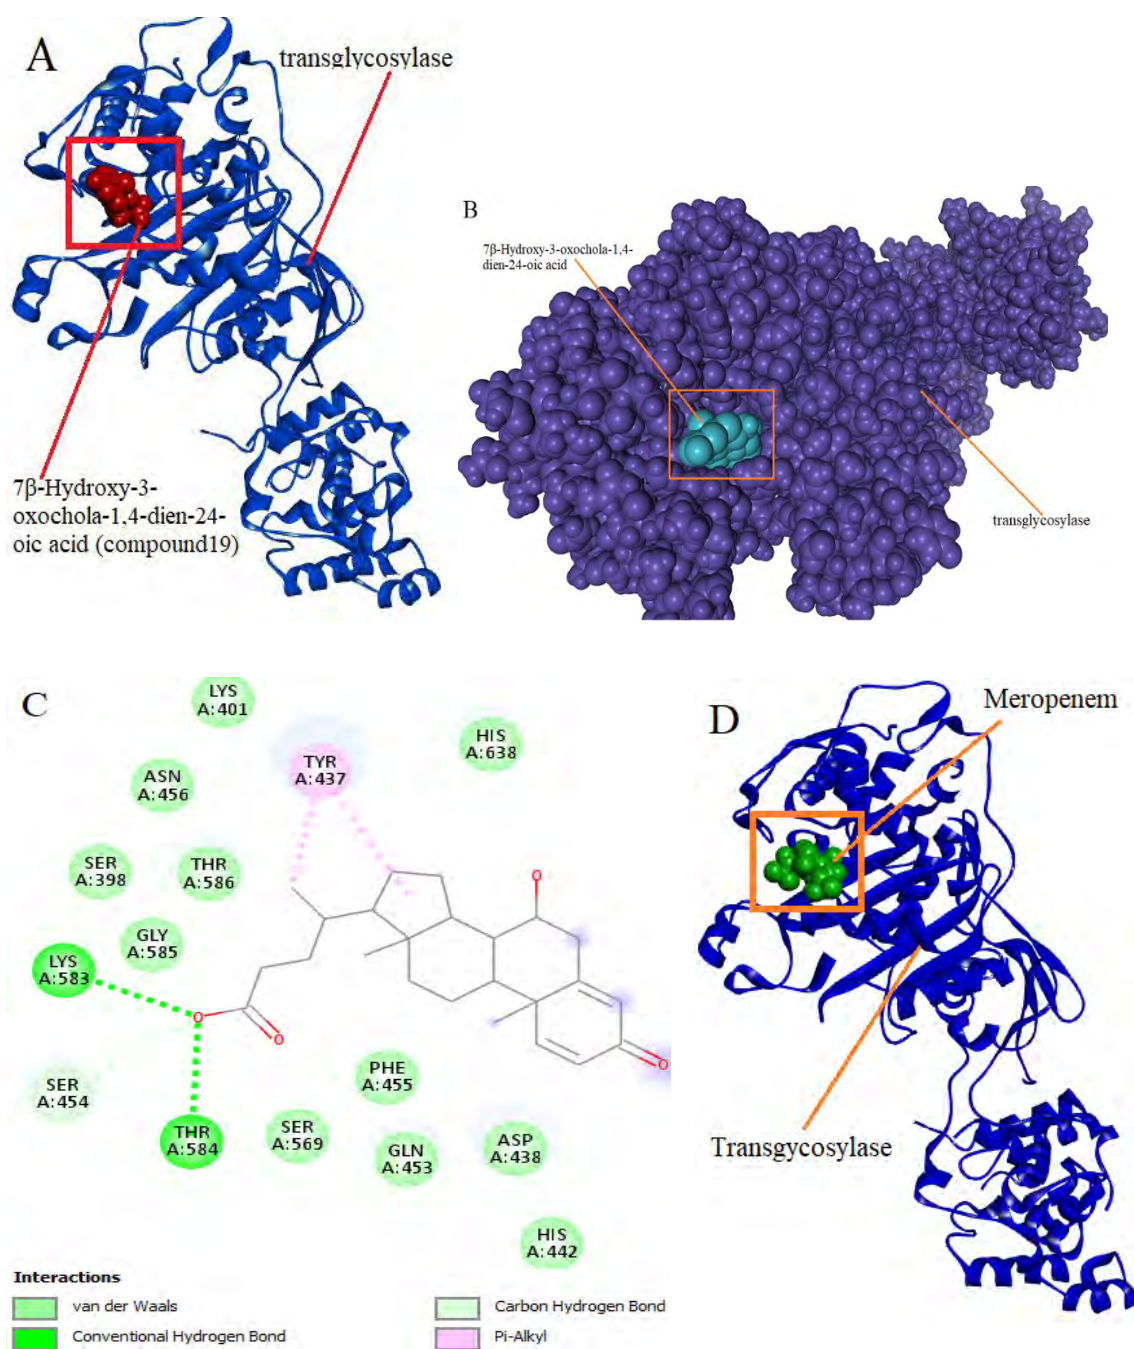 A
transglycosylase
7β-Hydroxy-3-
oxochola-1,4-dien-24-
oic acid (compound19)
B
7β-Hydroxy-3-oxochola-1,4-
dien-24-oic acid
transglycosylase
C
LYS
A:401
TYR
A:437
HIS
A:638
ASN
A:456
SER
A:398
THR
A:586
GLY
A:585
LYS
A:583
O
O
O
O
SER
A:454
THR
A:584
SER
A:569
PHE
A:455
GLN
A:453
ASP
A:438
HIS
A:442
Interactions
van der Waals
Conventional Hydrogen Bond
Carbon Hydrogen Bond
Pi-Alkyl
D
Meropenem
Transgycosylase